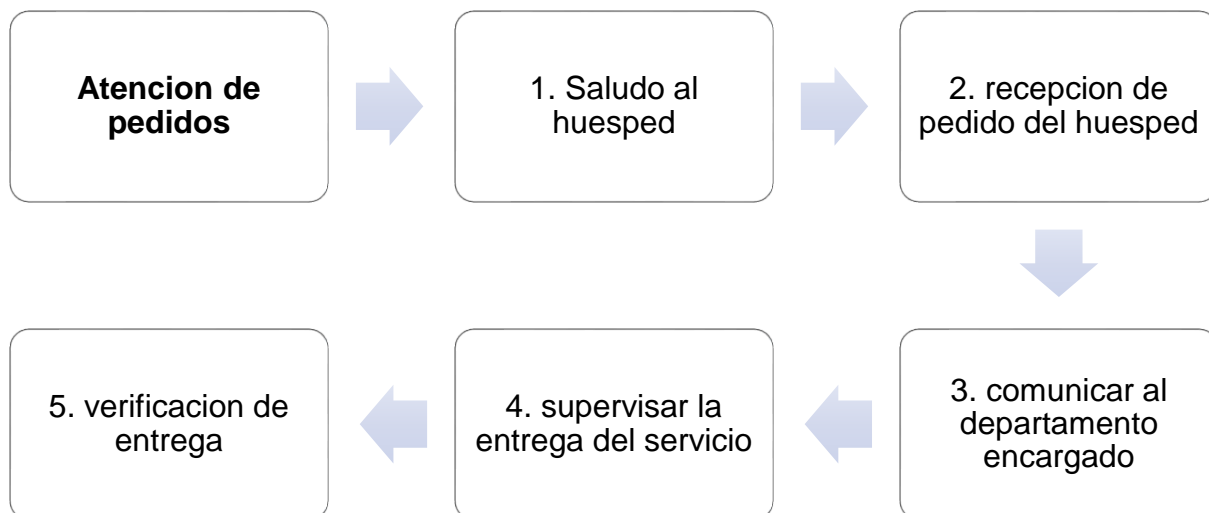 Atencion de
pedidos
1. Saludo al
huesped
2. recepcion de
pedido del huesped
3. comunicar al
departamento
encargado
4. supervisar la
entrega del servicio
5. verificacion de
entrega